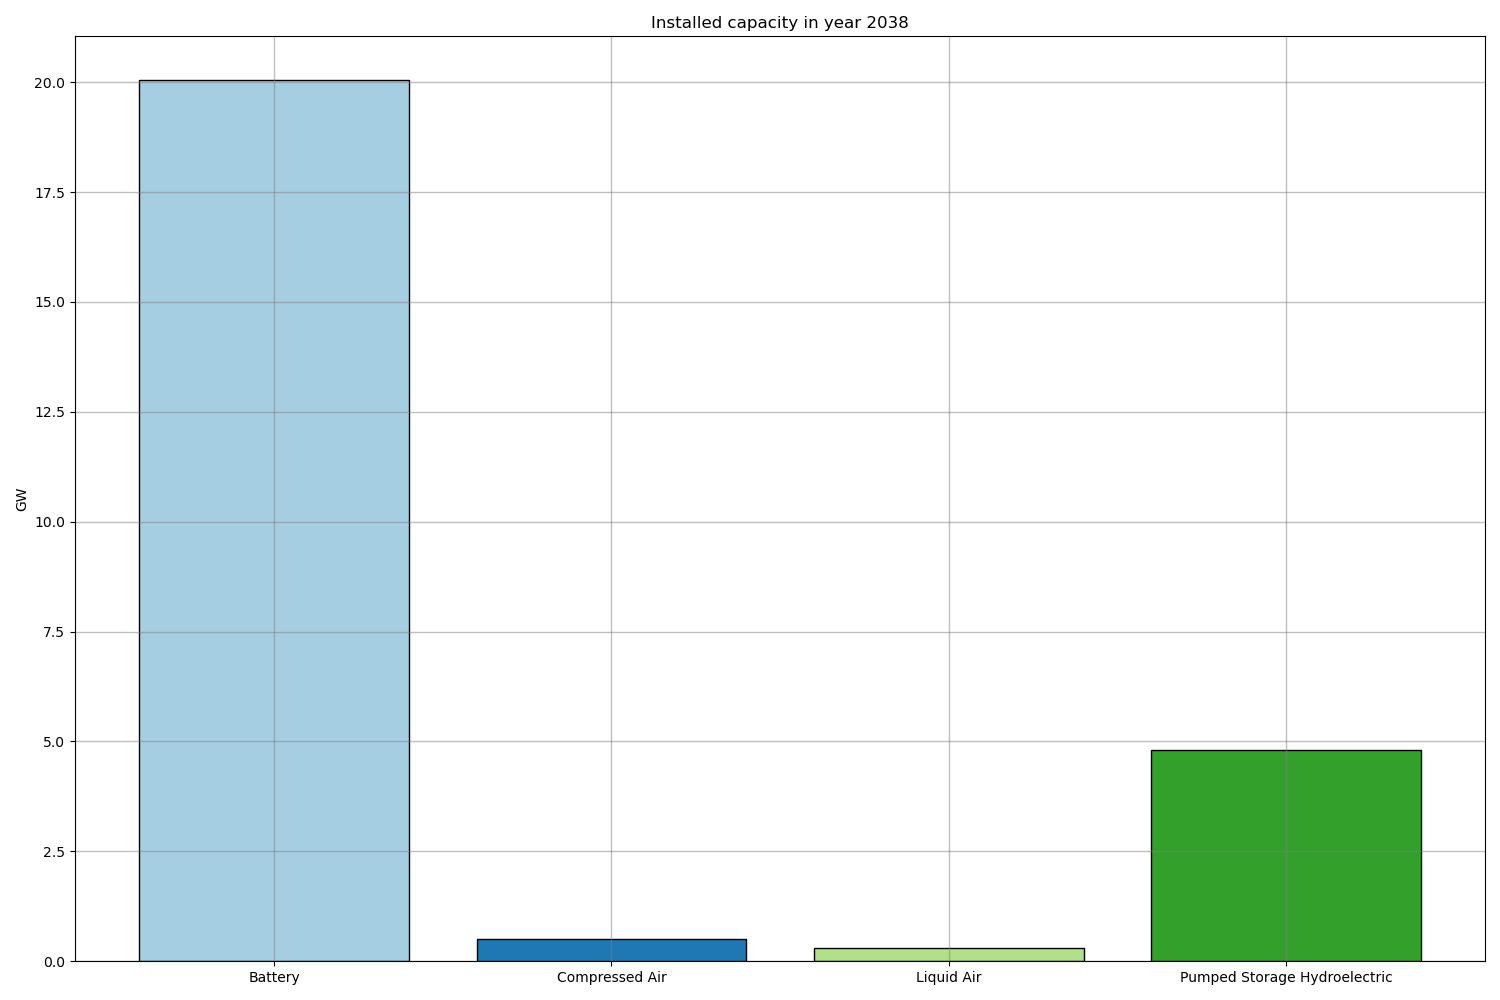 Installed capacity in year 2038
GW
20.0
17.5
15.0
12.5
10.0
7.5
5.0
2.5
0.0
Battery
Compressed Air
Liquid Air
Pumped Storage Hydroelectric